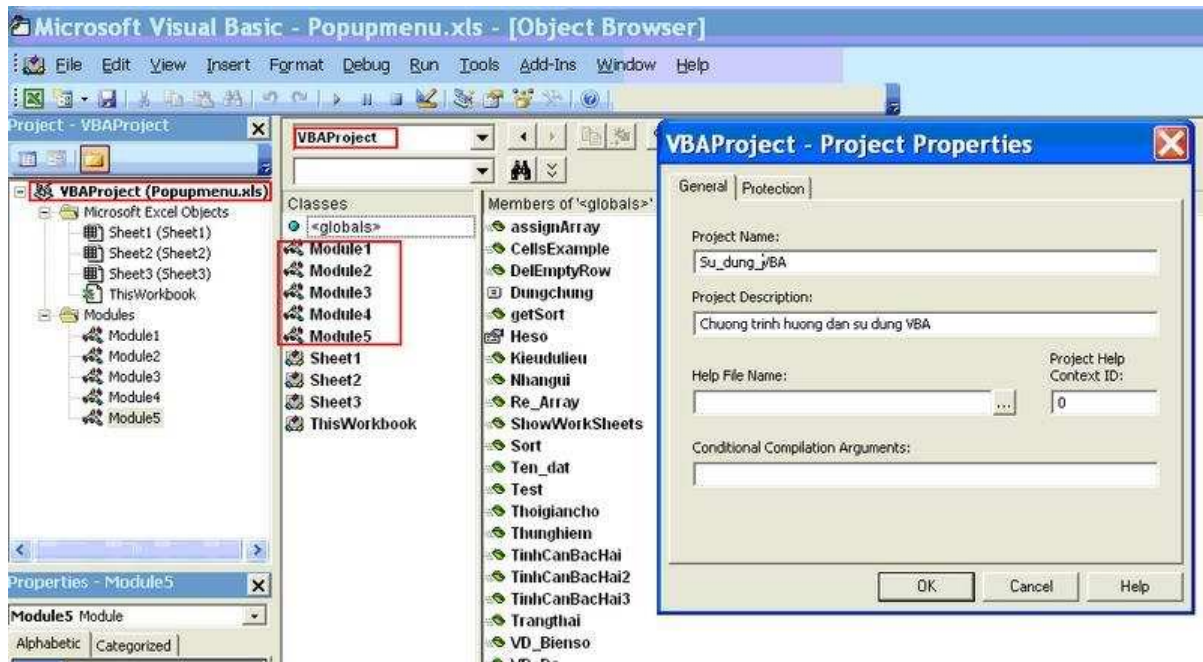 Microsoft Visual Basic - Popupmenu.xls - [Object Browser]
File Edit View Insert Format Debug Run Tools Add-Ins Window Help
Project - VBAProject
VBAProject (Popupmenu.xls)
Microsoft Excel Objects
Sheet1 (Sheet1)
Sheet2 (Sheet2)
Sheet3 (Sheet3)
ThisWorkbook
Modules
Module1
Module2
Module3
Module4
Module5
Properties - Module5
Module5 Module
Alphabetic Categorized
VBAProject
Classes
<globals>
Module1
Module2
Module3
Module4
Module5
Sheet1
Sheet2
Sheet3
ThisWorkbook
Members of '<globals>'
assignArray
CellsExample
DelEmptyRow
Dungchung
getSort
Heso
Kieudulieu
Nhangui
Re_Array
ShowWorkSheets
Sort
Ten_dat
Test
Thoigiancho
Thunghiem
TinhCanBacHai
TinhCanBacHai2
TinhCanBacHai3
Trangthai
VD_Bienso
VBAProject - Project Properties
General Protection
Project Name:
Su_dung_VBA
Project Description:
Chuong trinh huong dan su dung VBA
Help File Name:
...
Project Help
Context ID:
0
Conditional Compilation Arguments:
OK Cancel Help